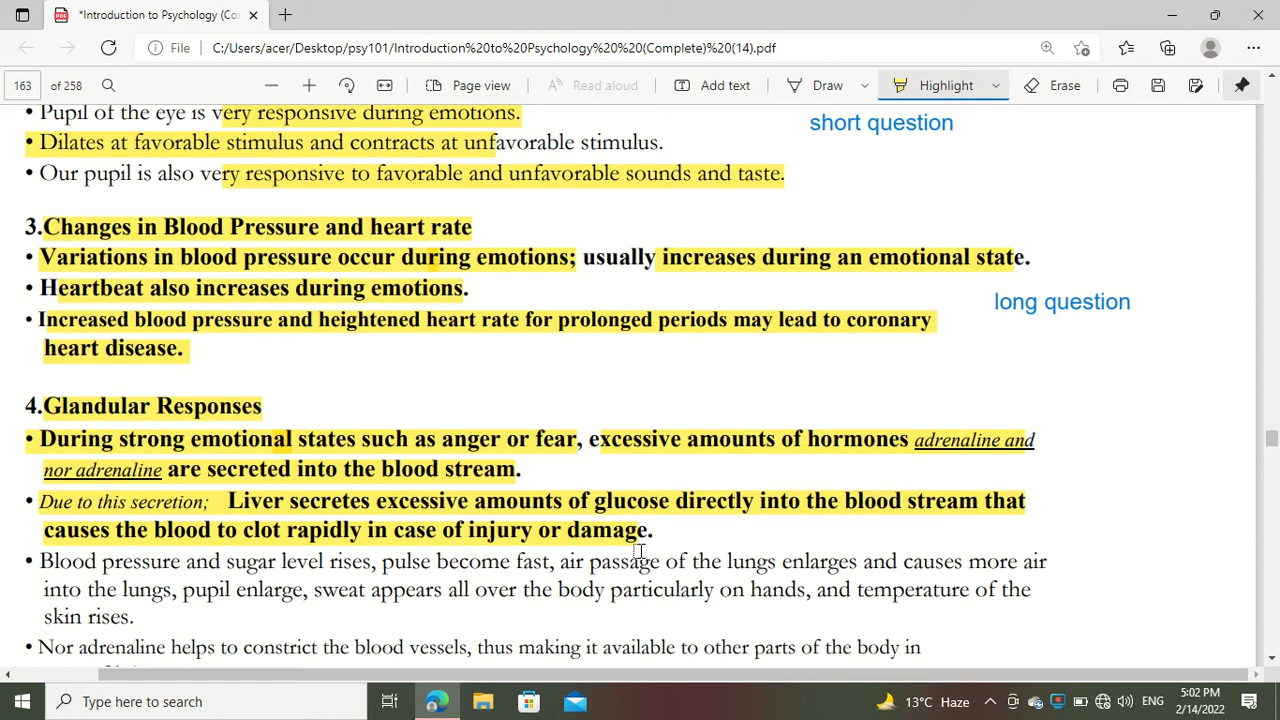 *Introduction to Psychology (Co
File
C:/Users/acer/Desktop/psy101/Introduction%20to%20Psychology%20%20(Complete)%20(14).pdf
163 of 258
Page view
Read aloud
Add text
Draw
Highlight
Erase
• Pupil of the eye is very responsive during emotions.
short question
• Dilates at favorable stimulus and contracts at unfavorable stimulus.
• Our pupil is also very responsive to favorable and unfavorable sounds and taste.
3.Changes in Blood Pressure and heart rate
• Variations in blood pressure occur during emotions; usually increases during an emotional state.
• Heartbeat also increases during emotions.
long question
• Increased blood pressure and heightened heart rate for prolonged periods may lead to coronary
heart disease.
4.Glandular Responses
• During strong emotional states such as anger or fear, excessive amounts of hormones adrenaline and
nor adrenaline are secreted into the blood stream.
• Due to this secretion; Liver secretes excessive amounts of glucose directly into the blood stream that
causes the blood to clot rapidly in case of injury or damage.
• Blood pressure and sugar level rises, pulse become fast, air passage of the lungs enlarges and causes more air
into the lungs, pupil enlarge, sweat appears all over the body particularly on hands, and temperature of the
skin rises.
• Nor adrenaline helps to constrict the blood vessels, thus making it available to other parts of the body in
Type here to search
13°C Haze
ENG
5:02 PM
2/14/2022